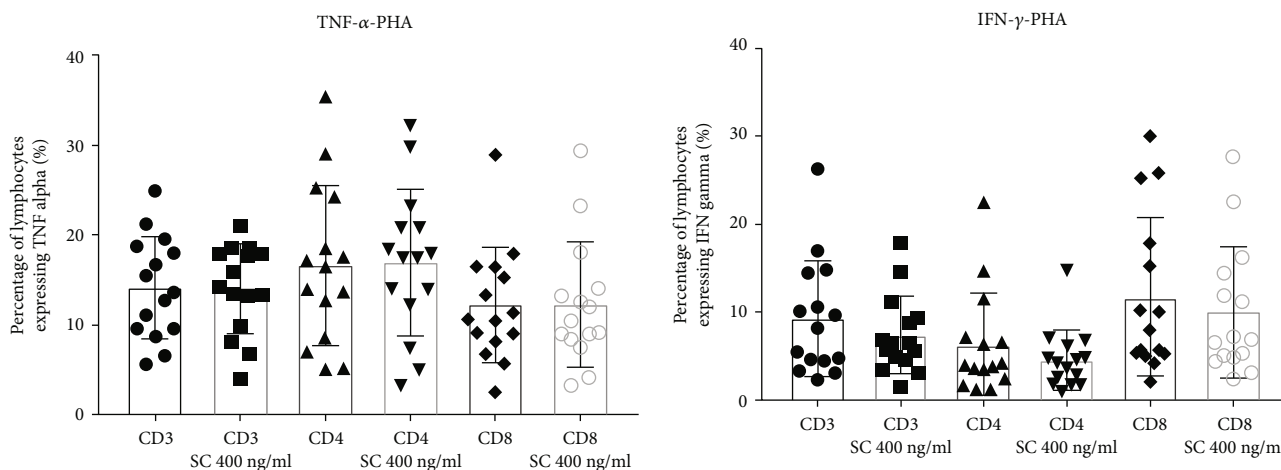 TNF-α-PHA
Percentage of lymphocytes
expressing TNF alpha (%)
40
30
20
10
0
CD3
CD3
SC 400 ng/ml
CD4
CD4
SC 400 ng/ml
CD8
CD8
SC 400 ng/ml
IFN-γ-PHA
Percentage of lymphocytes
expressing IFN gamma (%)
40
30
20
10
0
CD3
CD3
SC 400 ng/ml
CD4
CD4
SC 400 ng/ml
CD8
CD8
SC 400 ng/ml